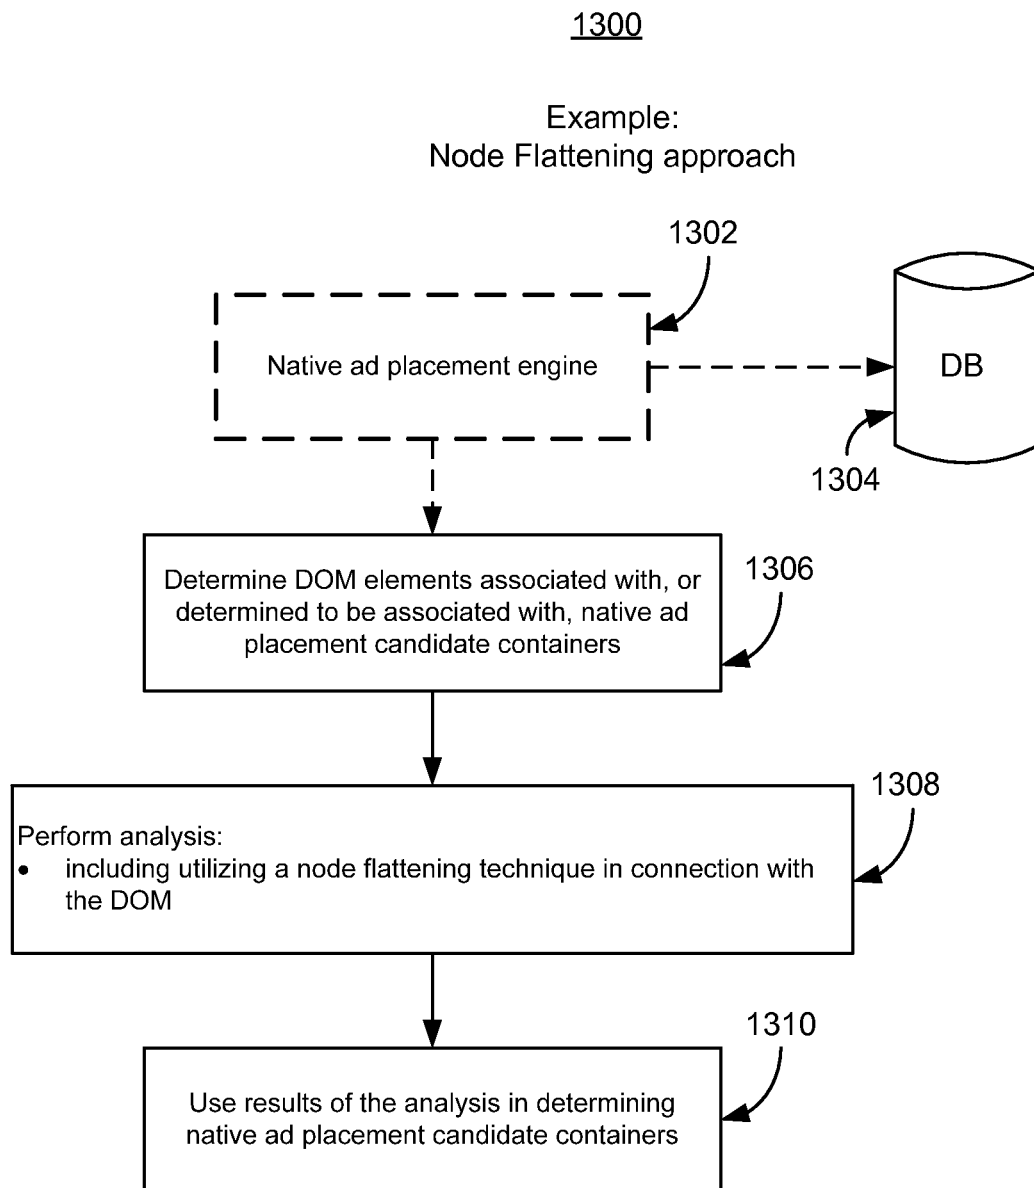 1300
Example:
Node Flattening approach
1302
Native ad placement engine
DB
1304
Determine DOM elements associated with, or
determined to be associated with, native ad
placement candidate containers
1306
Perform analysis:
• including utilizing a node flattening technique in connection with
the DOM
1308
Use results of the analysis in determining
native ad placement candidate containers
1310